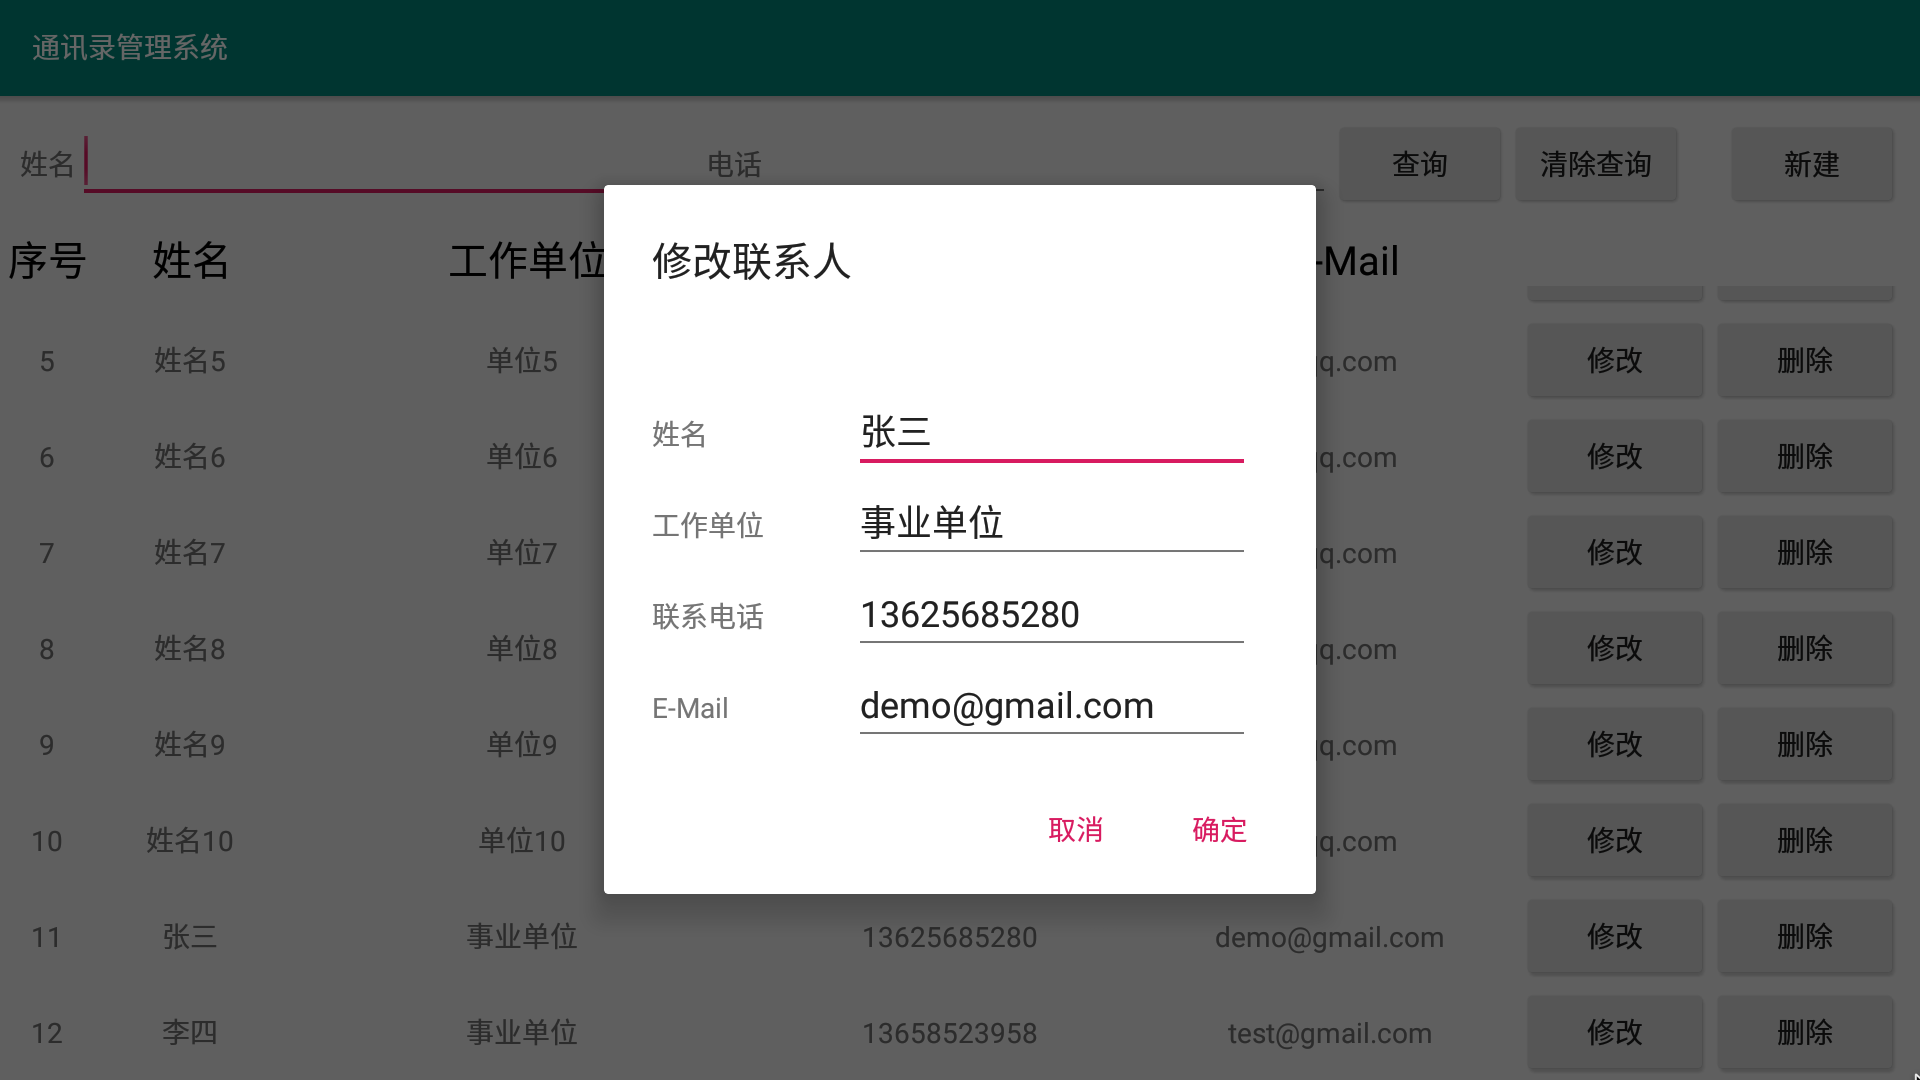 通讯录管理系统
姓名 电话 查询 清除查询 新建
序号 姓名 工作单位 -Mail
5 姓名5 单位5 q.com 修改 删除
6 姓名6 单位6 q.com 修改 删除
7 姓名7 单位7 q.com 修改 删除
8 姓名8 单位8 q.com 修改 删除
9 姓名9 单位9 q.com 修改 删除
10 姓名10 单位10 q.com 修改 删除
11 张三 事业单位 13625685280 demo@gmail.com 修改 删除
12 李四 事业单位 13658523958 test@gmail.com 修改 删除
修改联系人
姓名 张三
工作单位 事业单位
联系电话 13625685280
E-Mail demo@gmail.com
取消 确定